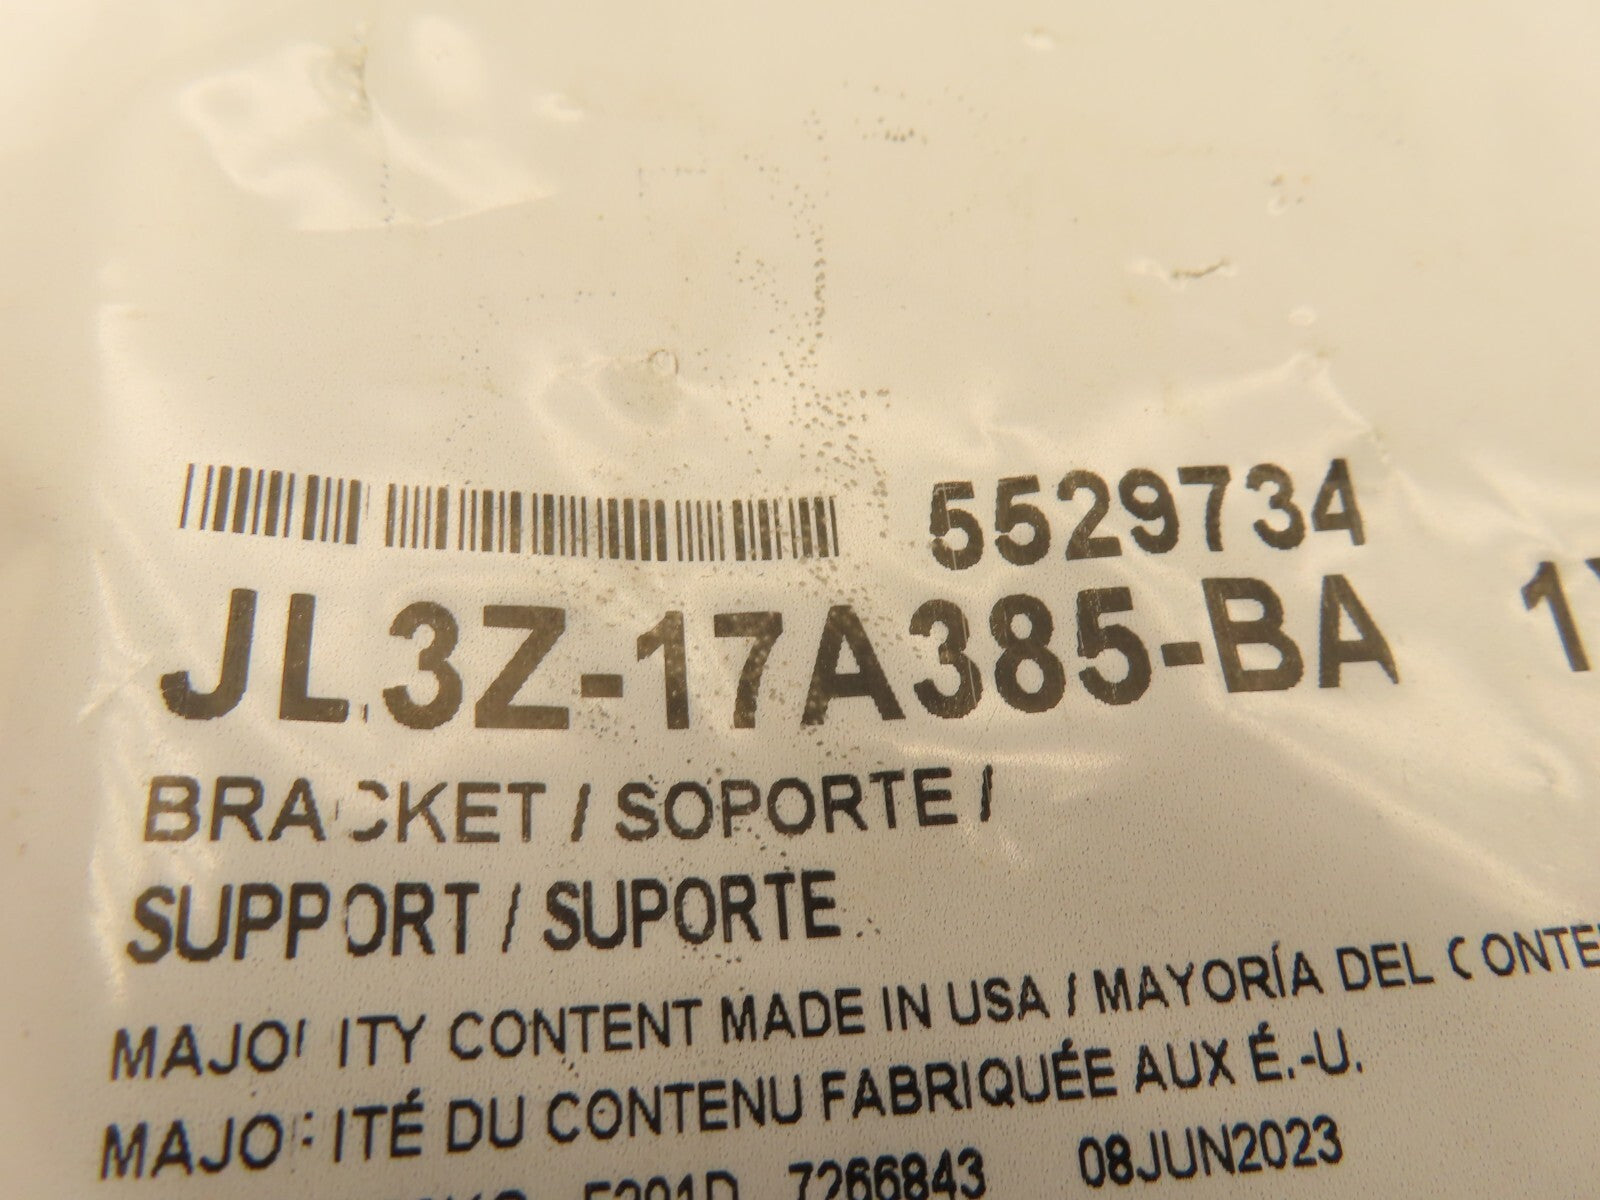 5529734
JL3Z-17A385-BA
BRACKET / SOPORTE /
SUPPORT / SUPORTE
MAJORITY CONTENT MADE IN USA / MAYORÍA DEL
MAJORITÉ DU CONTENU FABRIQUÉE AUX É.-U.
7266843 08JUN2023